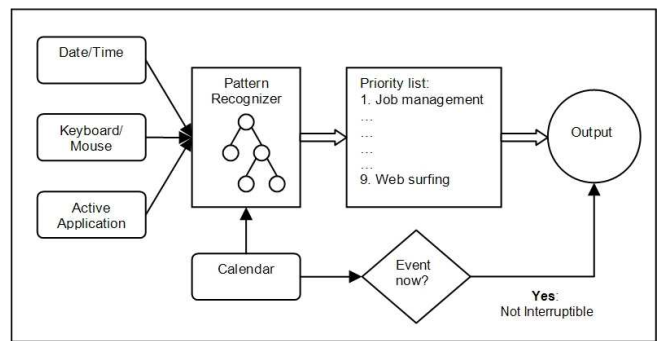 Date/Time
Keyboard/
Mouse
Active
Application
Pattern
Recognizer
Priority list:
1. Job management
...
...
...
...
9. Web surfing
Output
Calendar
Event
now?
Yes:
Not Interruptible